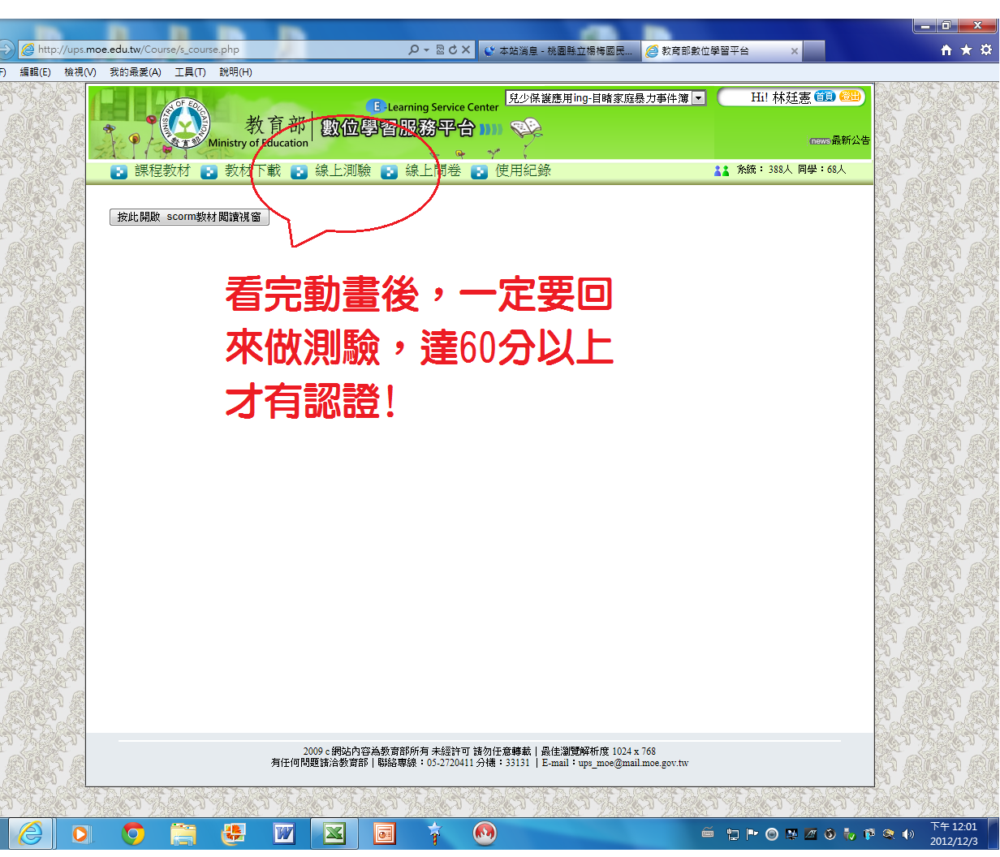 http://ups.moe.edu.tw/Course/s_course.php
本站消息 - 桃園縣立楊梅國民...
教育部數位學習平台
編輯(E) 檢視(V) 我的最愛(A) 工具(T) 說明(H)
MINISTRY OF EDUCATION
教育部
教育部
Ministry of Education
E-Learning Service Center
數位學習服務平台
兒少保護應用ing-目睹家庭暴力事件簿
Hi! 林廷憲 首頁 登出
news 最新公告
課程教材 教材下載 線上測驗 線上問卷 使用紀錄
系統：388人 同學：68人
按此開啟 scorm教材閱讀視窗
看完動畫後，一定要回
來做測驗，達60分以上
才有認證!
2009 c 網站內容為教育部所有 未經許可 請勿任意轉載 | 最佳瀏覽解析度 1024 x 768
有任何問題請洽教育部 | 聯絡專線：05-2720411 分機：33131 | E-mail：ups_moe@mail.moe.gov.tw
下午 12:01
2012/12/3